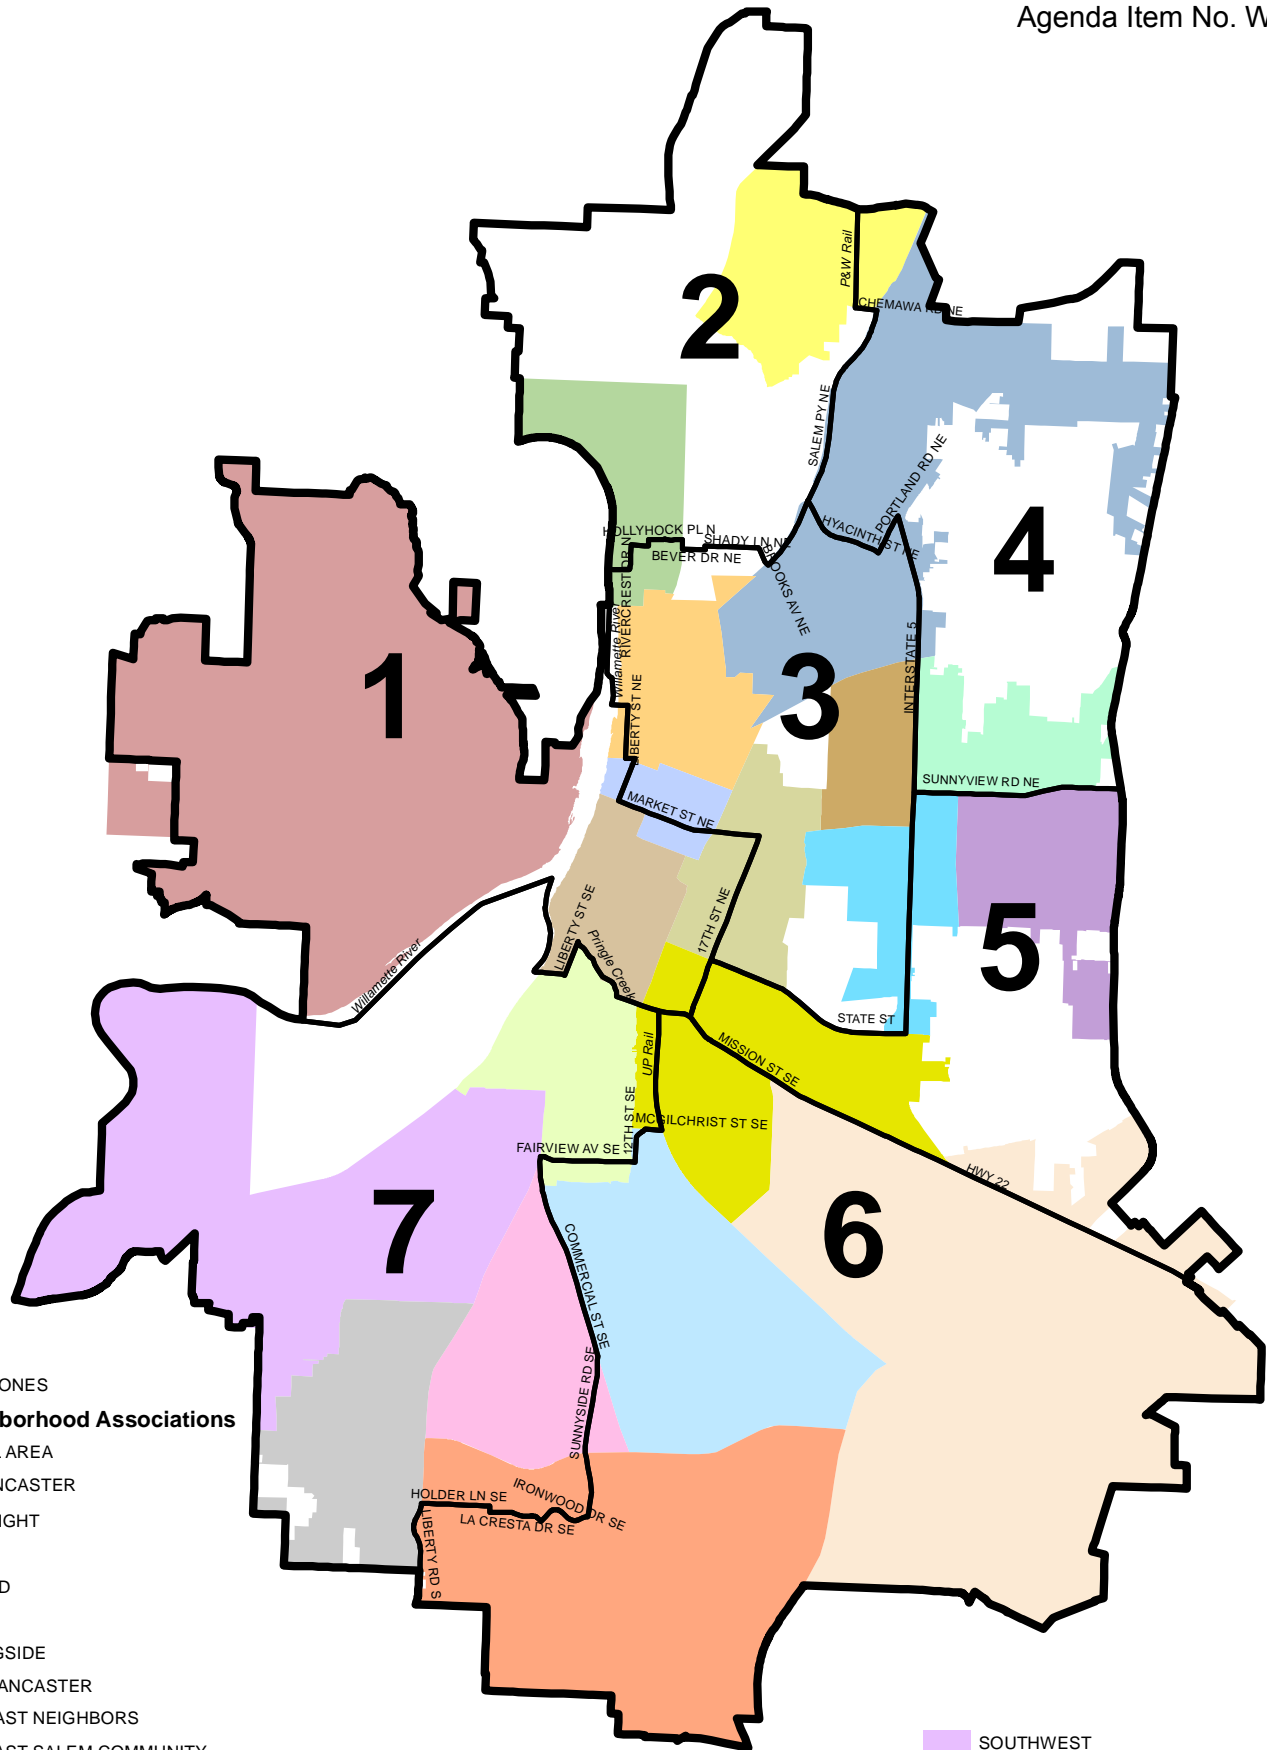 Agenda Item No. W
P&W Rail
2
CHEMAWA RD NE
SALEM PY NE
PORTLAND RD NE
HYACINTH ST NE
4
HOLLYHOCK PL N
SHADY LN NE
BEVER DR NE
BROOKS AV NE
RIVERCREST DR N
Willamette River
1
3
INTERSTATE 5
LIBERTY ST NE
SUNNYVIEW RD NE
MARKET ST NE
17TH ST NE
5
LIBERTY ST SE
Pringle Creek
Willamette River
STATE ST
UP Rail
MISSION ST SE
12TH ST SE
MCGILCHRIST ST SE
FAIRVIEW AV SE
HWY 22
7
6
COMMERCIAL ST SE
SUNNYSIDE RD SE
ONES
borhood Associations
AREA
NCASTER
IGHT
HOLDER LN SE
IRONWOOD DR SE
LA CRESTA DR SE
LIBERTY RD S
D
GSIDE
ANCASTER
AST NEIGHBORS
AST SALEM COMMUNITY
SOUTHWEST